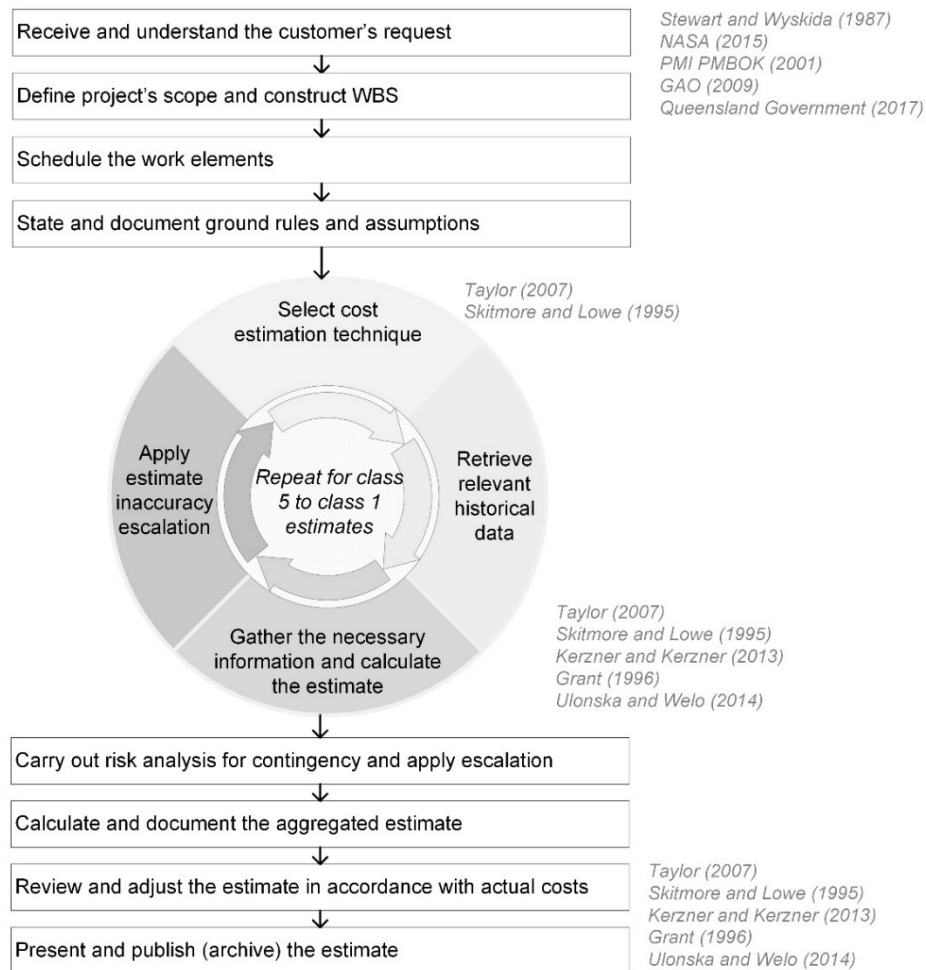 Receive and understand the customer's request
Stewart and Wyskida (1987)
NASA (2015)
PMI PMBOK (2001)
GAO (2009)
Queensland Government (2017)
Define project's scope and construct WBS
Schedule the work elements
State and document ground rules and assumptions
Select cost
estimation technique
Taylor (2007)
Skitmore and Lowe (1995)
Apply
estimate
inaccuracy
escalation
Repeat for class
5 to class 1
estimates
Retrieve
relevant
historical
data
Gather the necessary
information and calculate
the estimate
Taylor (2007)
Skitmore and Lowe (1995)
Kerzner and Kerzner (2013)
Grant (1996)
Ulonska and Welo (2014)
Carry out risk analysis for contingency and apply escalation
Calculate and document the aggregated estimate
Review and adjust the estimate in accordance with actual costs
Present and publish (archive) the estimate
Taylor (2007)
Skitmore and Lowe (1995)
Kerzner and Kerzner (2013)
Grant (1996)
Ulonska and Welo (2014)